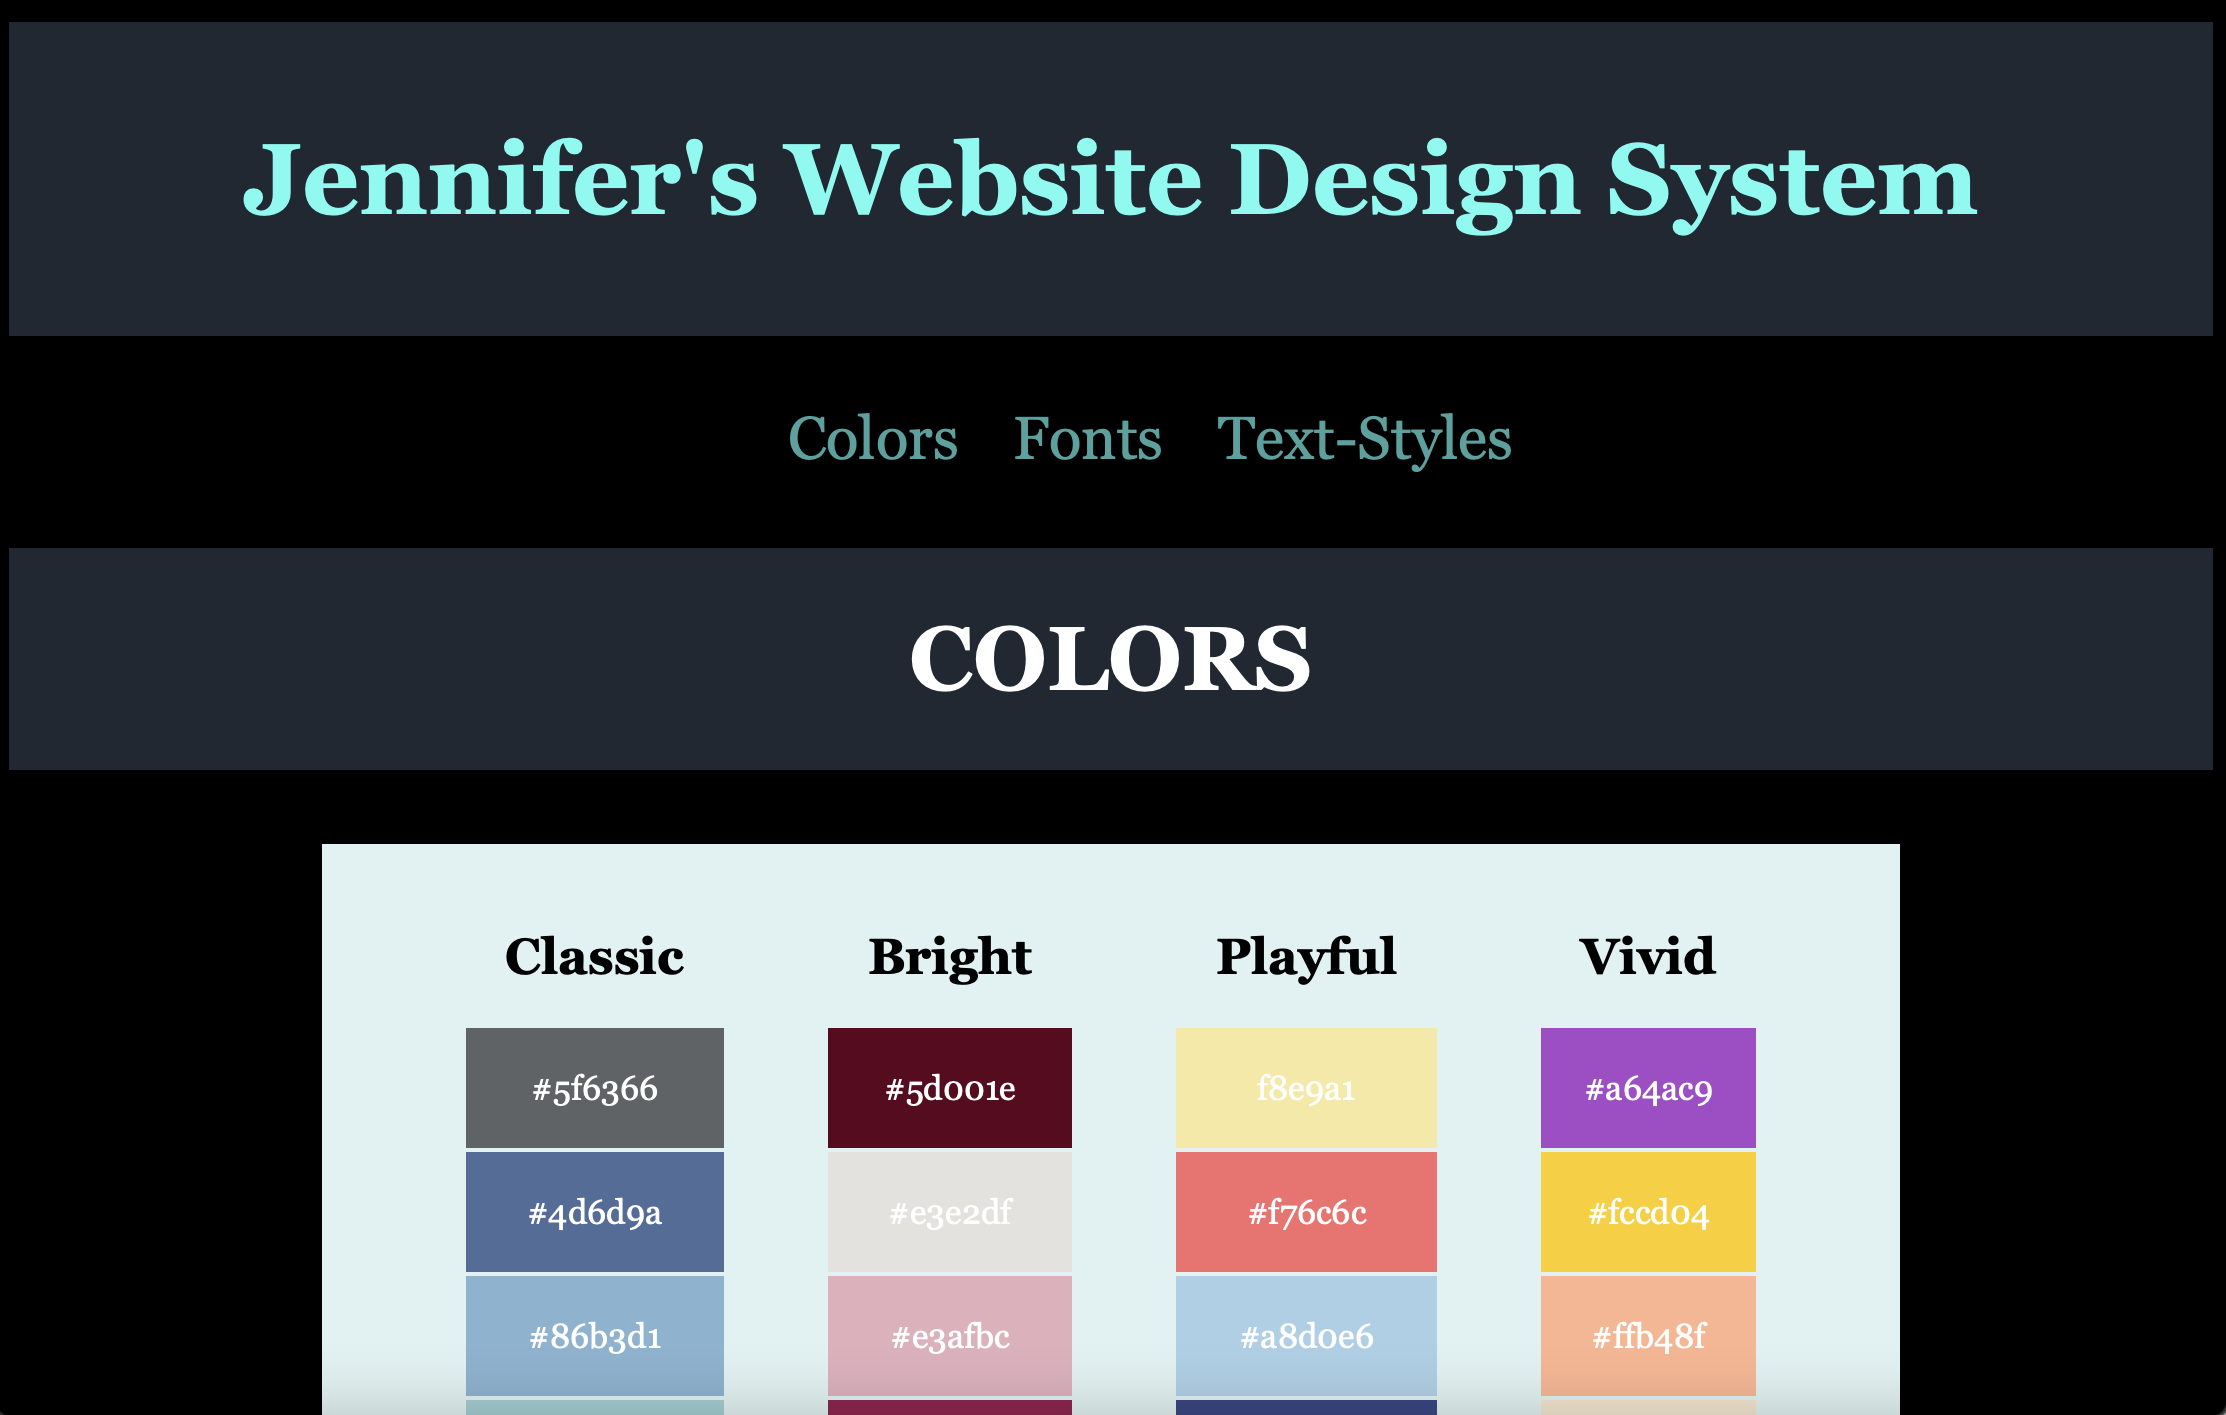 Jennifer's Website Design System
Colors Fonts Text-Styles
COLORS
Classic Bright Playful Vivid
#5f6366 #5d001e f8e9a1 #a64ac9
#4d6d9a #e3e2df #f76c6c #fccd04
#86b3d1 #e3afbc #a8d0e6 #ffb48f